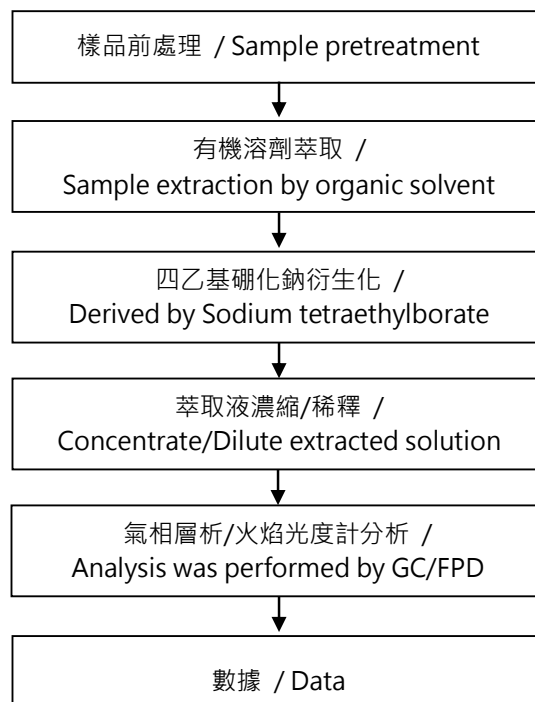 樣品前處理 / Sample pretreatment
有機溶劑萃取 /
Sample extraction by organic solvent
四乙基硼化鈉衍生化 /
Derived by Sodium tetraethylborate
萃取液濃縮/稀釋 /
Concentrate/Dilute extracted solution
氣相層析/火焰光度計分析 /
Analysis was performed by GC/FPD
數據 / Data